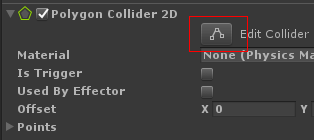 Polygon Collider 2D
Edit Collider
Material None (Physics Ma
Is Trigger
Used By Effector
Offset X 0 Y
Points